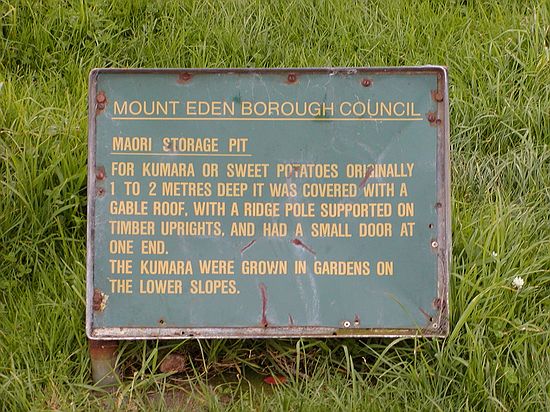 MOUNT EDEN BOROUGH COUNCIL
MAORI STORAGE PIT
FOR KUMARA OR SWEET POTATOES ORIGINALLY
1 TO 2 METRES DEEP IT WAS COVERED WITH A
GABLE ROOF, WITH A RIDGE POLE SUPPORTED ON
TIMBER UPRIGHTS, AND HAD A SMALL DOOR AT
ONE END.
THE KUMARA WERE GROWN IN GARDENS ON
THE LOWER SLOPES.